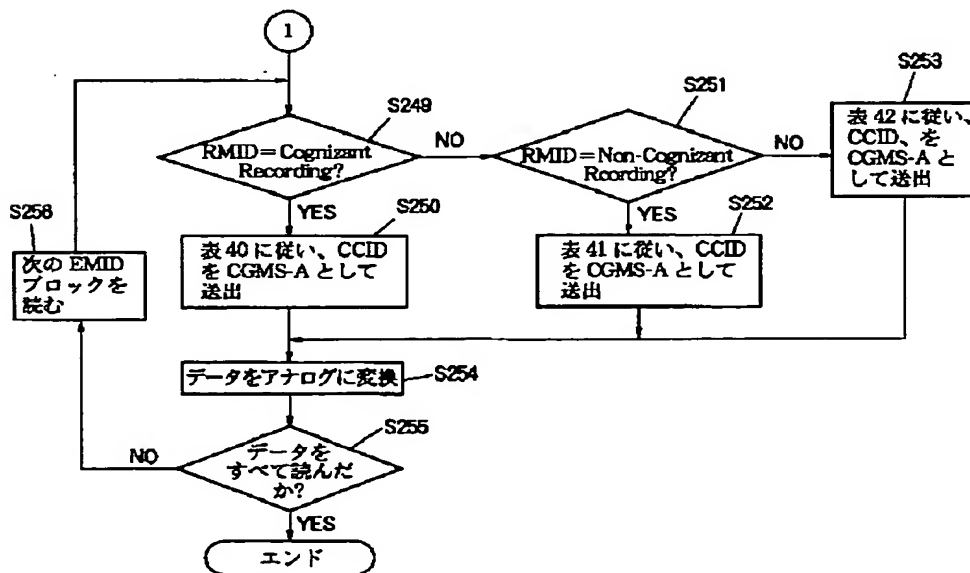 1
S249
RMID=Cognizant
Recording?
NO
YES
S251
RMID=Non-Cognizant
Rcording?
NO
YES
S253
表 42 に従い、
CCID、を
CGMS-A と
して送出
S250
表 40 に従い、CCID
を CGMS-A として
送出
S252
表 41 に従い、CCID
を CGMS-A として
送出
S258
次の EMID
ブロックを
読む
データをアナログに変換
S254
S255
データを
すべて読んだ
か?
NO
YES
エンド